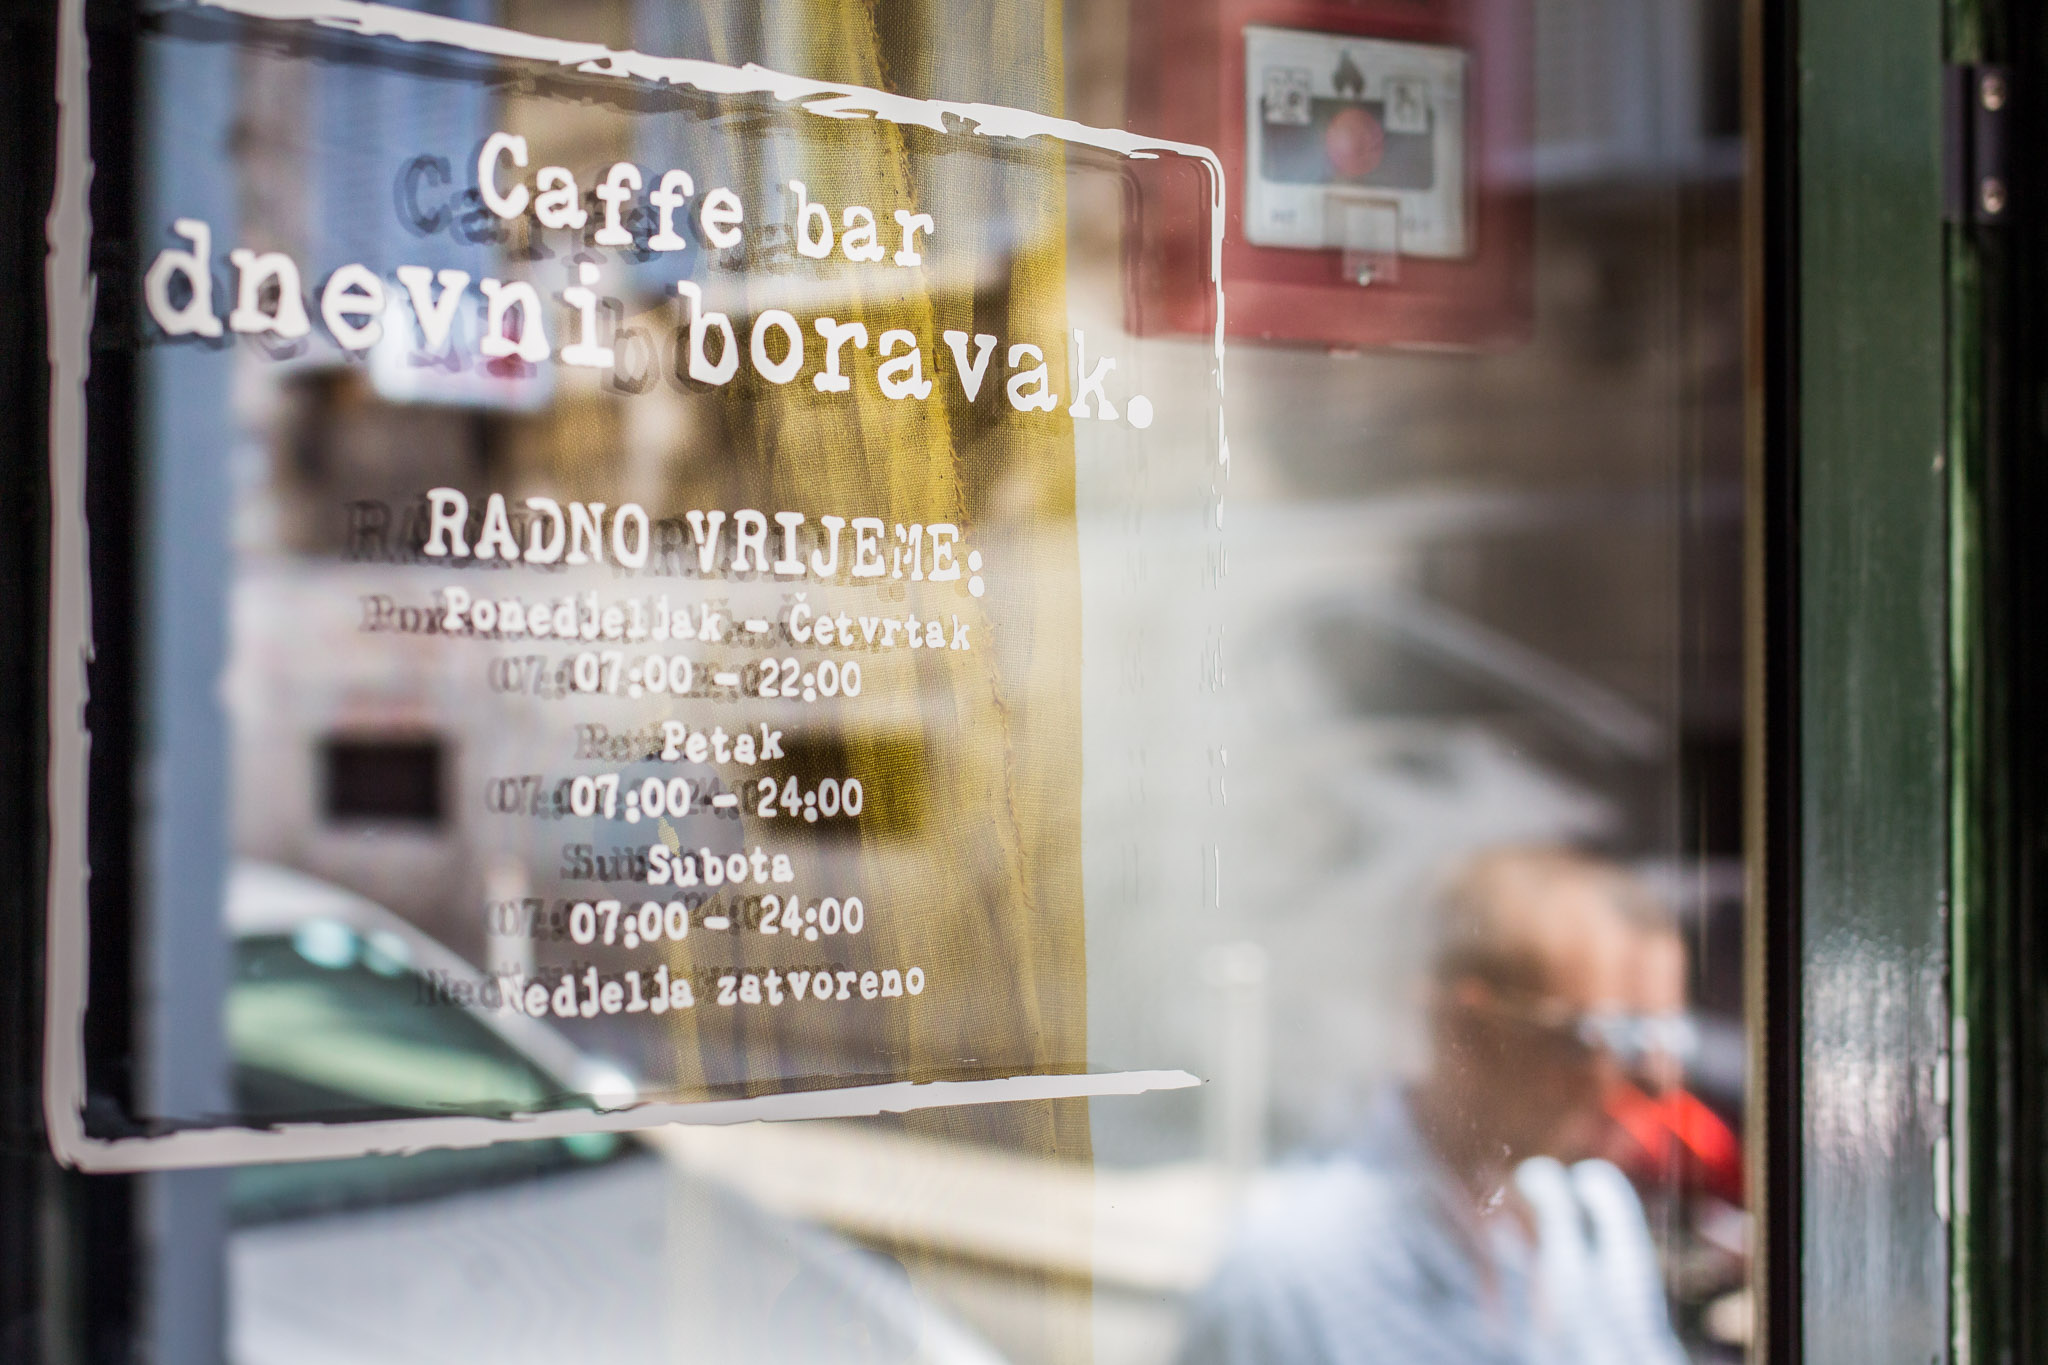 Caffe bar
dnevni boravak.
RADNO VRIJEME:
Ponedjeljak - Četvrtak
07:00 - 22:00
Petak
07:00 - 24:00
Subota
07:00 - 24:00
Nedjelja zatvoreno